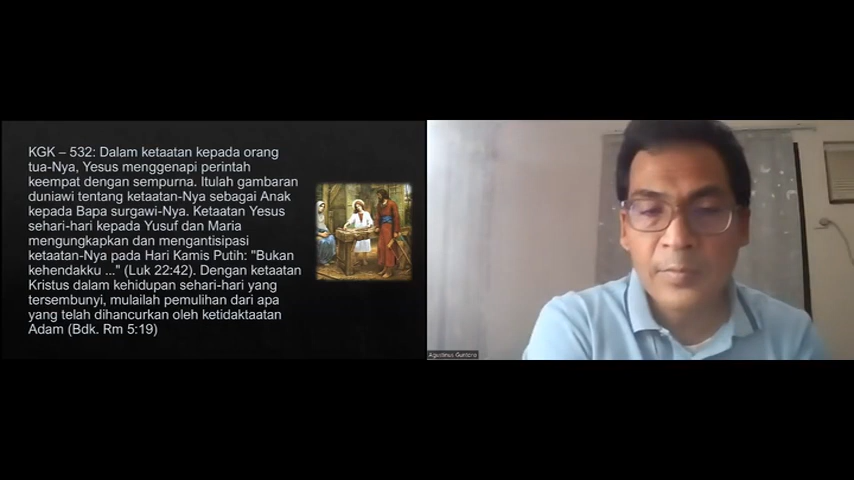 KGK – 532: Dalam ketaatan kepada orang
tua-Nya, Yesus menggenapi perintah
keempat dengan sempurna. Itulah gambaran
duniawi tentang ketaatan-Nya sebagai Anak
kepada Bapa surgawi-Nya. Ketaatan Yesus
sehari-hari kepada Yusuf dan Maria
mengungkapkan dan mengantisipasi
ketaatan-Nya pada Hari Kamis Putih: "Bukan
kehendakku ..." (Luk 22:42). Dengan ketaatan
Kristus dalam kehidupan sehari-hari yang
tersembunyi, mulailah pemulihan dari apa
yang telah dihancurkan oleh ketidaktaatan
Adam (Bdk. Rm 5:19)
Agustinus